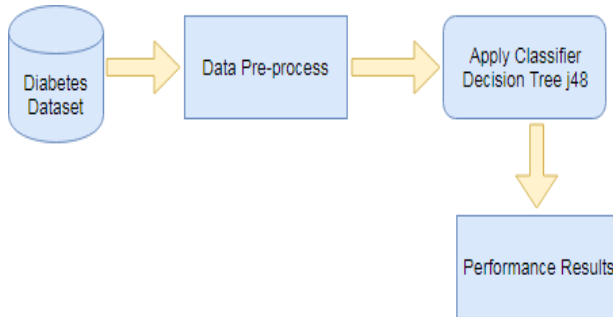 Diabetes
Dataset
Data Pre-process
Apply Classifier
Decision Tree j48
Performance Results